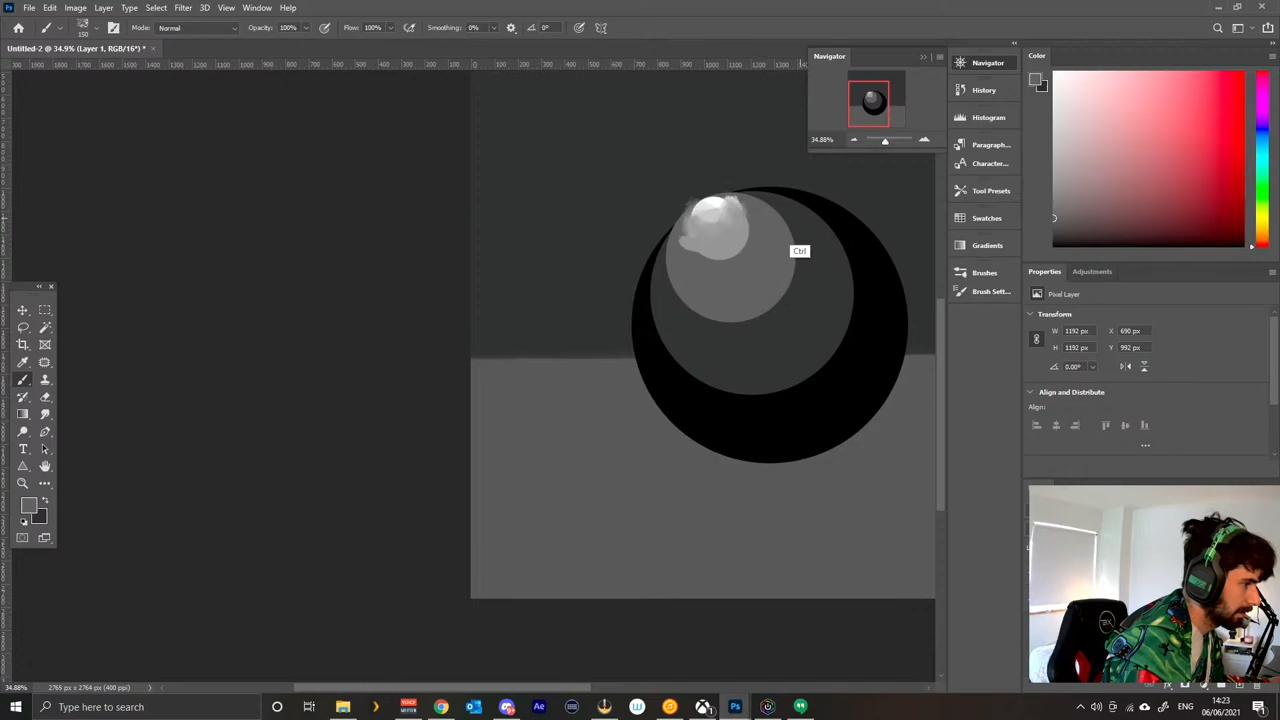 Ps File Edit Image Layer Type Select Filter 3D View Window Help
150 Mode: Normal Opacity: 100% Flow: 100% Smoothing: 0% 0°
Untitled-2 @ 34.9% (Layer 1, RGB/16*) * ×
Navigator
34.88%
Navigator
History
Histogram
Paragraph...
Character...
Tool Presets
Swatches
Gradients
Brushes
Brush Sett...
Color
Properties Adjustments
Pixel Layer
Transform
W 1192 px X 690 px
H 1192 px Y 992 px
0.00°
Align and Distribute
Align:
Ctrl
34.88% 2765 px x 2764 px (400 ppi)
Type here to search
14:23
06/06/2021